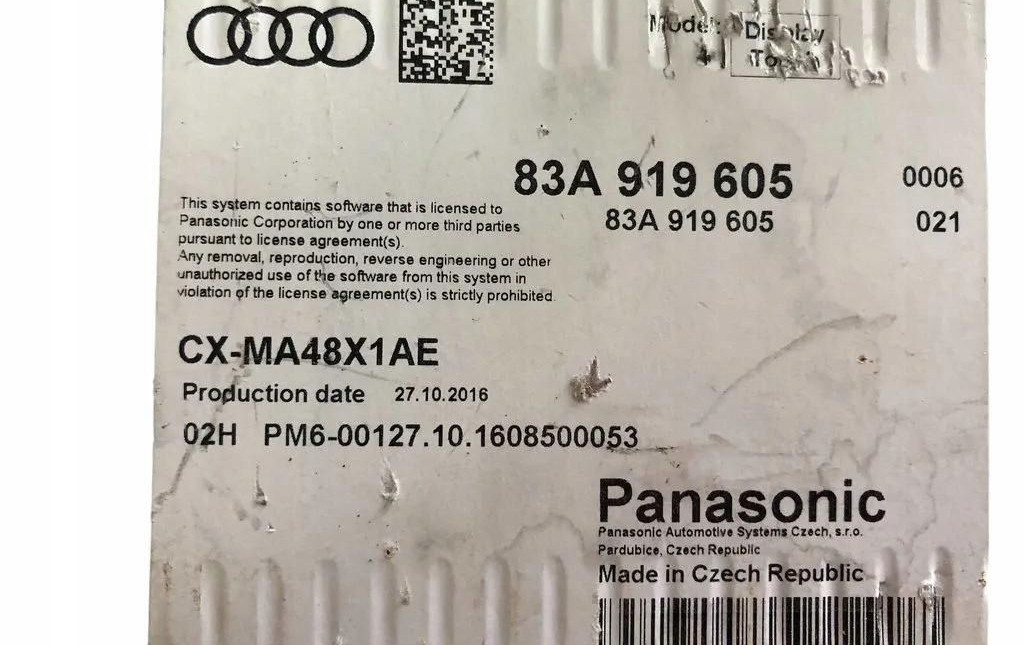 Model: Display
83A 919 605 0006
83A 919 605 021
This system contains software that is licensed to
Panasonic Corporation by one or more third parties
pursuant to license agreement(s).
Any removal, reproduction, reverse engineering or other
unauthorized use of the software from this system in
violation of the license agreement(s) is strictly prohibited.
CX-MA48X1AE
Production date 27.10.2016
02H PM6-00127.10.1608500053
Panasonic
Panasonic Automotive Systems Czech, s.r.o.
Pardubice, Czech Republic
Made in Czech Republic